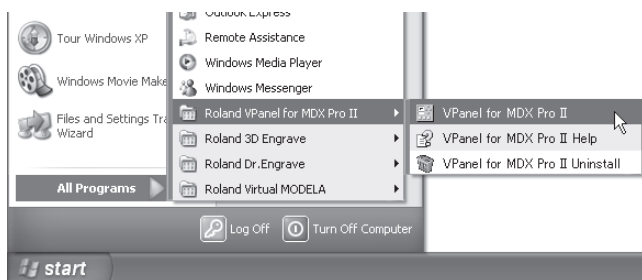 Outlook Express
Tour Windows XP
Remote Assistance
Windows Media Player
Windows Movie Make
Windows Messenger
Files and Settings Tra
Wizard
Roland VPanel for MDX Pro II
VPanel for MDX Pro II
Roland 3D Engrave
VPanel for MDX Pro II Help
Roland Dr.Engrave
VPanel for MDX Pro II Uninstall
All Programs
Roland Virtual MODELA
Log Off
Turn Off Computer
start